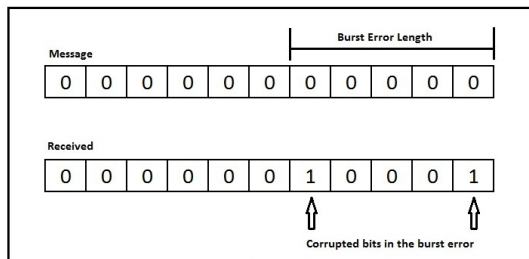 Burst Error Length
Message
0 0 0 0 0 0 0 0 0 0 0
Received
0 0 0 0 0 0 1 0 0 0 1
Corrupted bits in the burst error